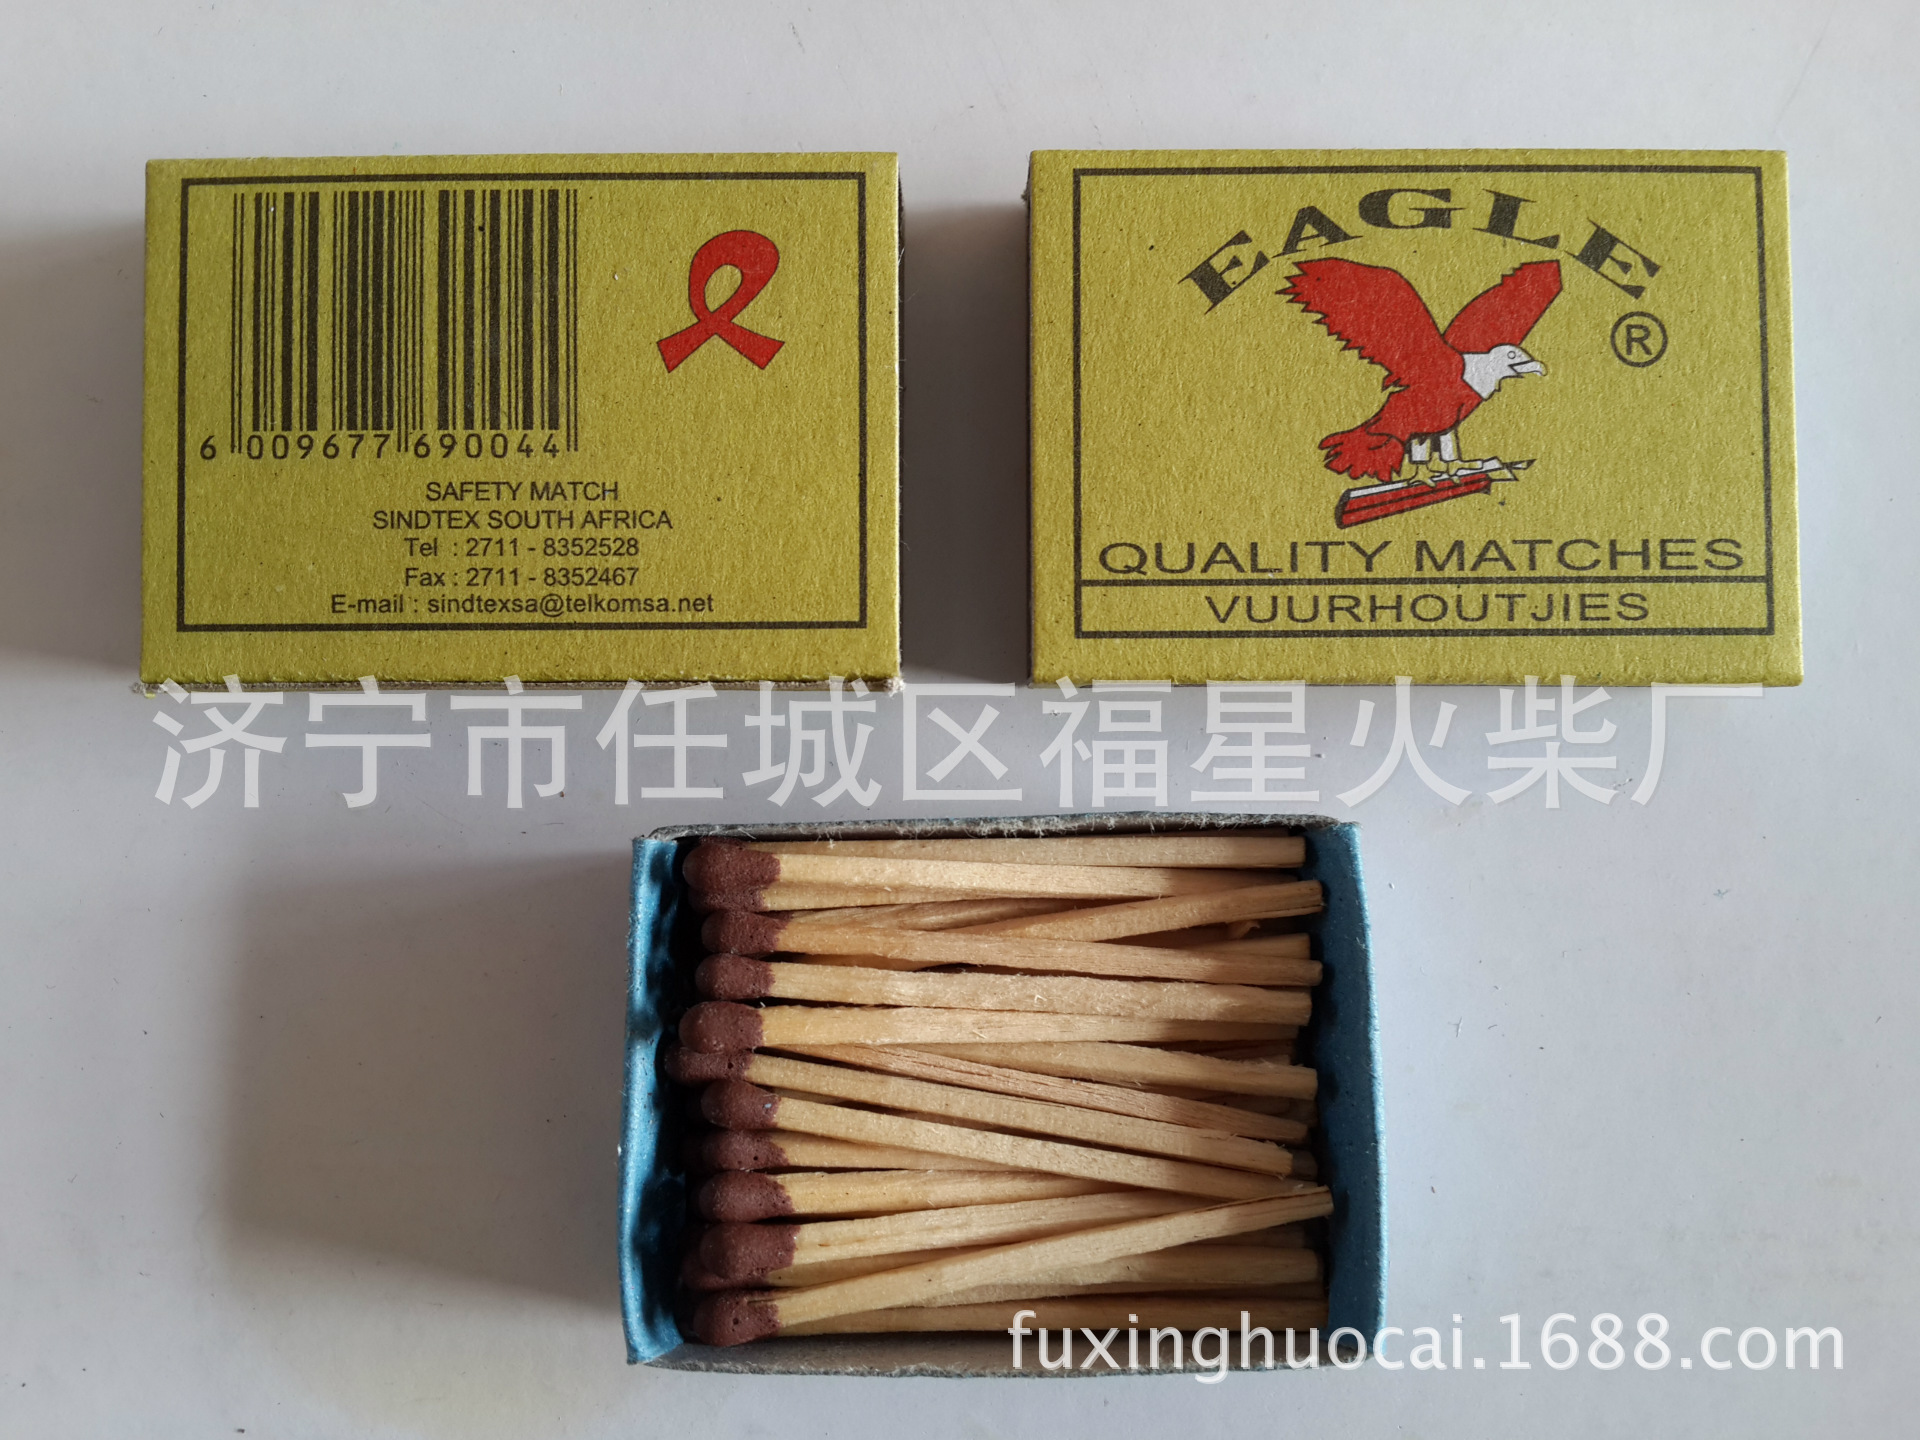 6 009677 690044
SAFETY MATCH
SINDTEX SOUTH AFRICA
Tel : 2711 - 8352528
Fax : 2711 - 8352467
E-mail : sindtexsa@telkomsa.net
EAGLE
®
QUALITY MATCHES
VUURHOUTJIES
济宁市任城区福星火柴厂
fuxinghuocai.1688.com